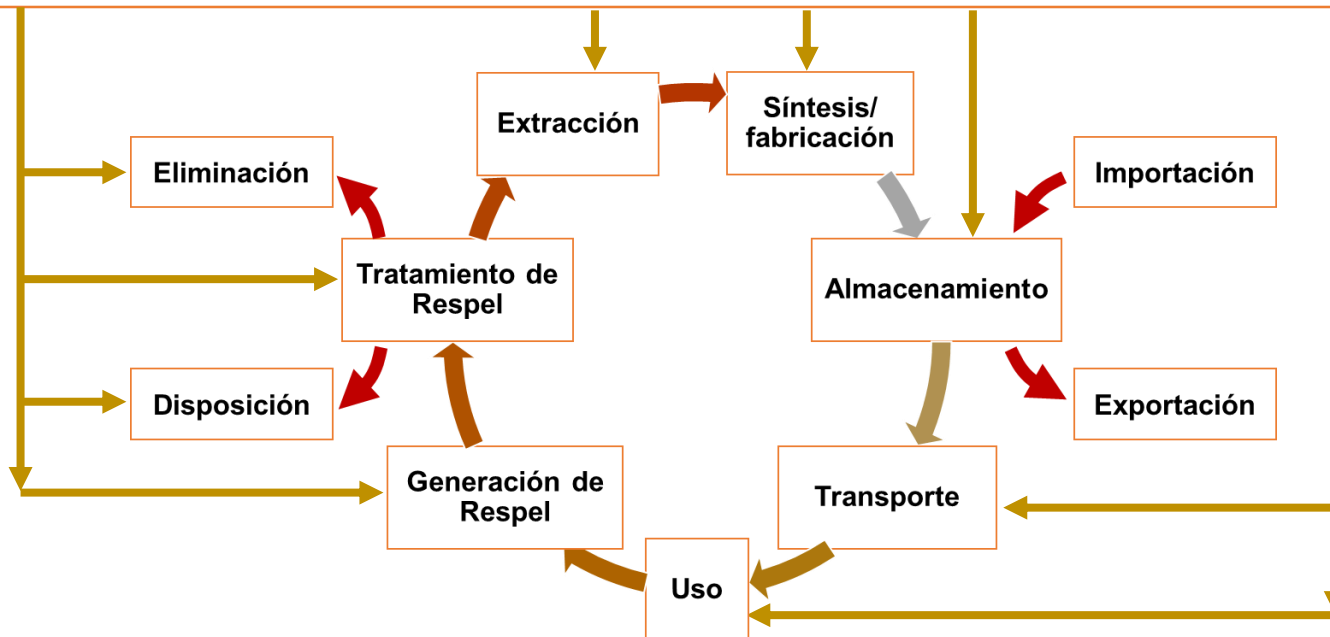 Extracción
Síntesis/
fabricación
Eliminación
Importación
Tratamiento de
Respel
Almacenamiento
Disposición
Exportación
Generación de
Respel
Transporte
Uso